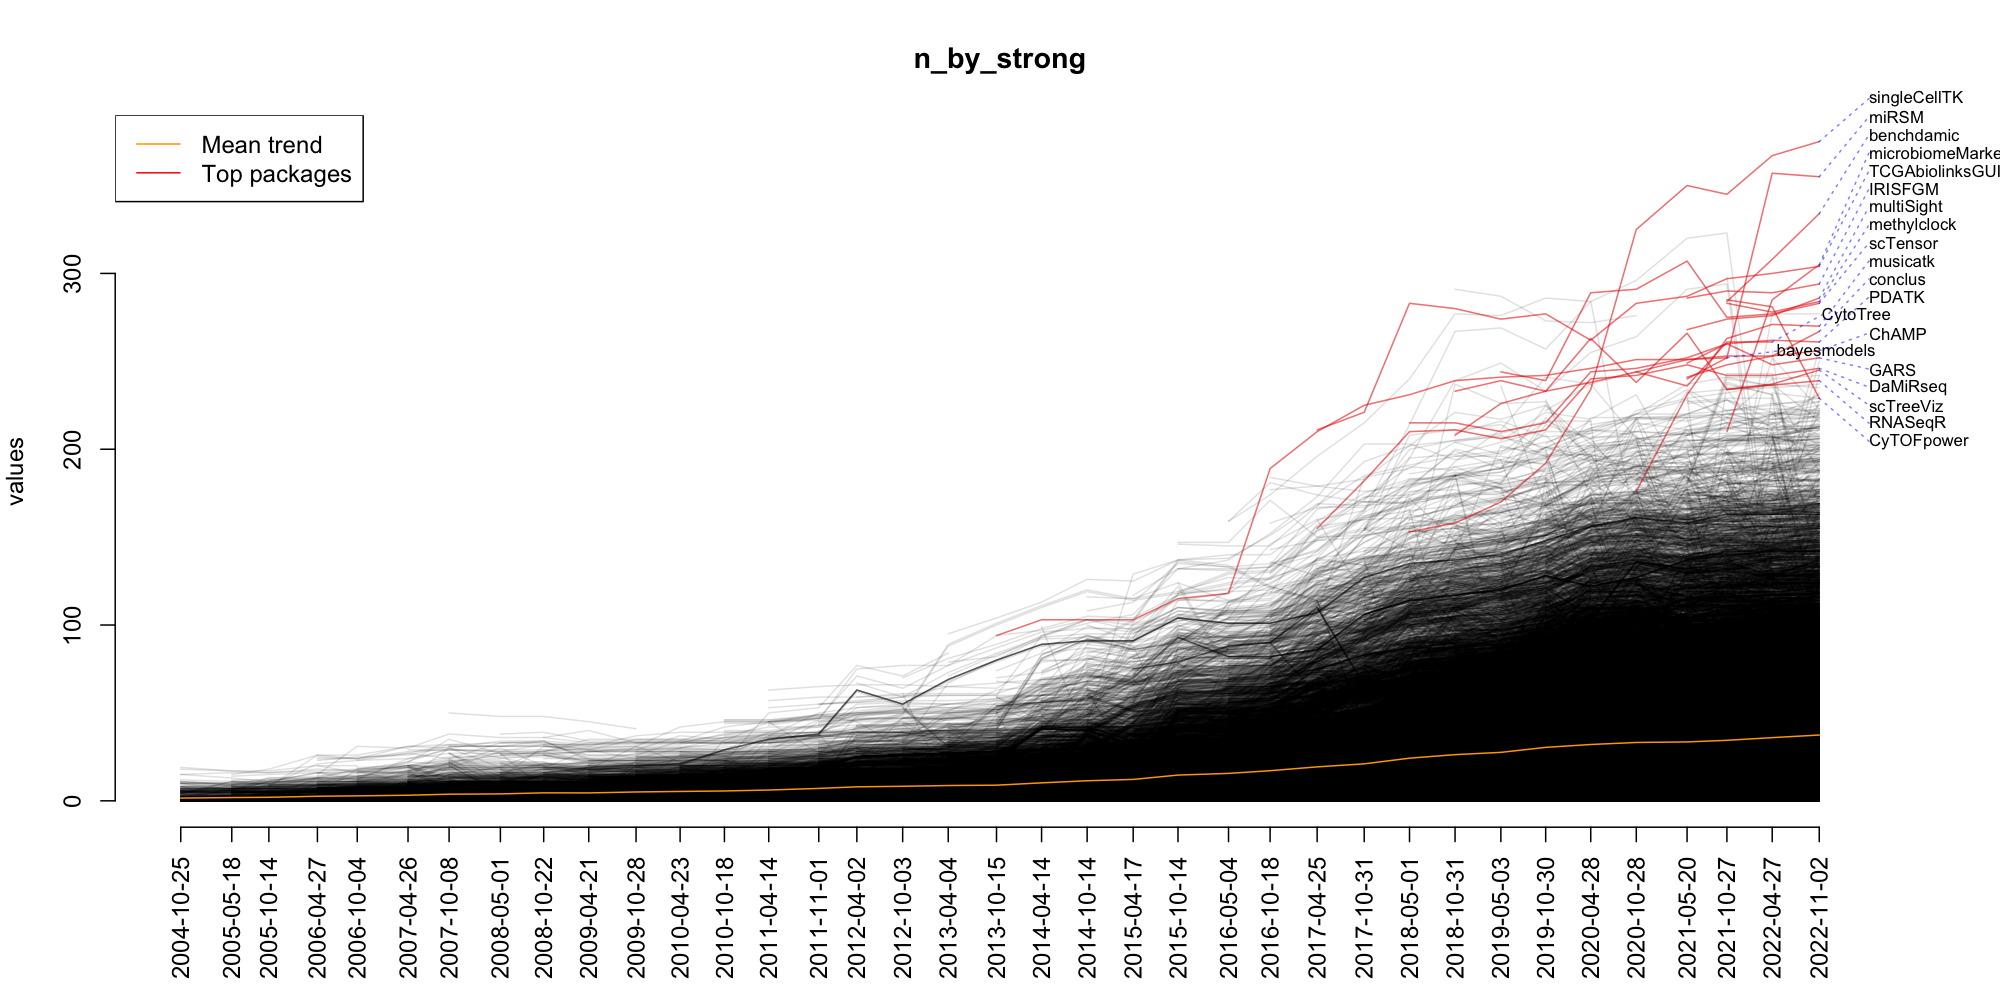 n_by_strong
Mean trend
Top packages
singleCellTK
miRSM
benchdamic
microbiomeMarke
TCGAbiolinksGUI
IRISFGM
multiSight
methylclock
scTensor
musicatk
conclus
PDATK
CytoTree
ChAMP
bayesmodels
GARS
DaMiRseq
scTreeViz
RNASeqR
CyTOFpower
values
300
200
100
0
2004-10-25
2005-05-18
2005-10-14
2006-04-27
2006-10-04
2007-04-26
2007-10-08
2008-05-01
2008-10-22
2009-04-21
2009-10-28
2010-04-23
2010-10-18
2011-04-14
2011-11-01
2012-04-02
2012-10-03
2013-04-04
2013-10-15
2014-04-14
2014-10-14
2015-04-17
2015-10-14
2016-05-04
2016-10-18
2017-04-25
2017-10-31
2018-05-01
2018-10-31
2019-05-03
2019-10-30
2020-04-28
2020-10-28
2021-05-20
2021-10-27
2022-04-27
2022-11-02